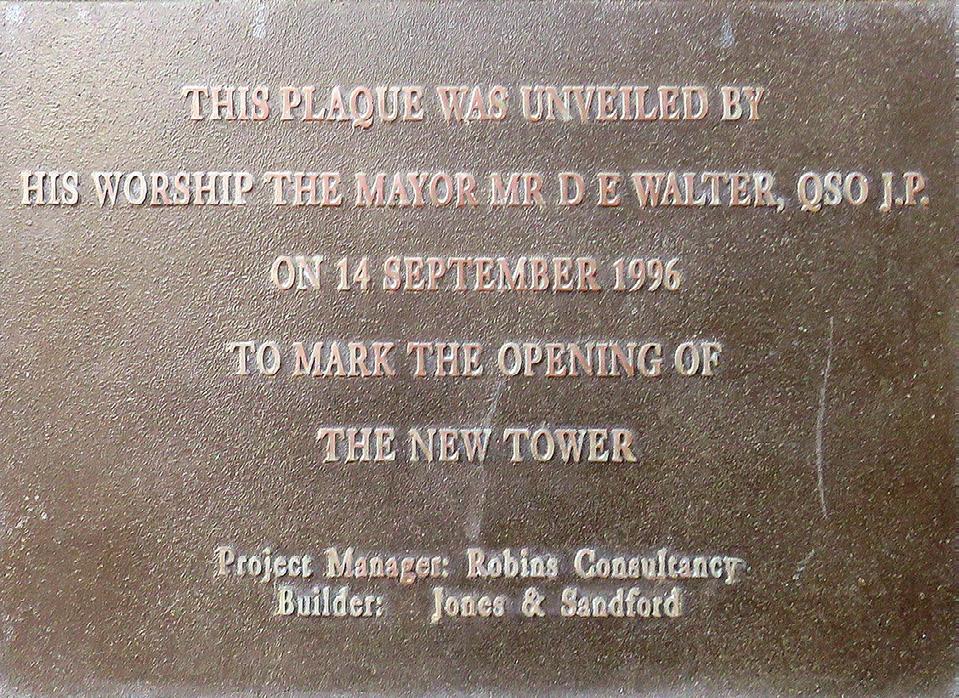 THIS PLAQUE WAS UNVEILED BY
HIS WORSHIP THE MAYOR MR D E WALTER, QSO J.P.
ON 14 SEPTEMBER 1996
TO MARK THE OPENING OF
THE NEW TOWER
Project Manager: Robins Consultancy
Builder: Jones & Sandford